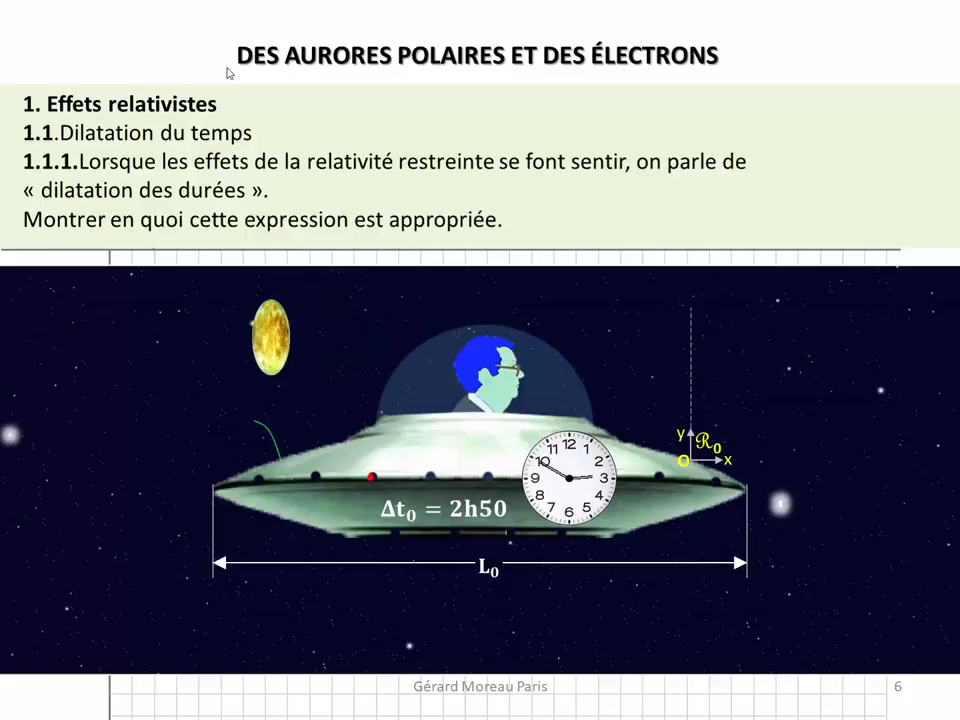 DES AURORES POLAIRES ET DES ÉLECTRONS
1. Effets relativistes
1.1.Dilatation du temps
1.1.1.Lorsque les effets de la relativité restreinte se font sentir, on parle de
« dilatation des durées ».
Montrer en quoi cette expression est appropriée.
y ℛ₀
O x
12
11 1
10 2
9 3
8 4
7 5
6
Δt₀ = 2h50
L₀
Gérard Moreau Paris 6